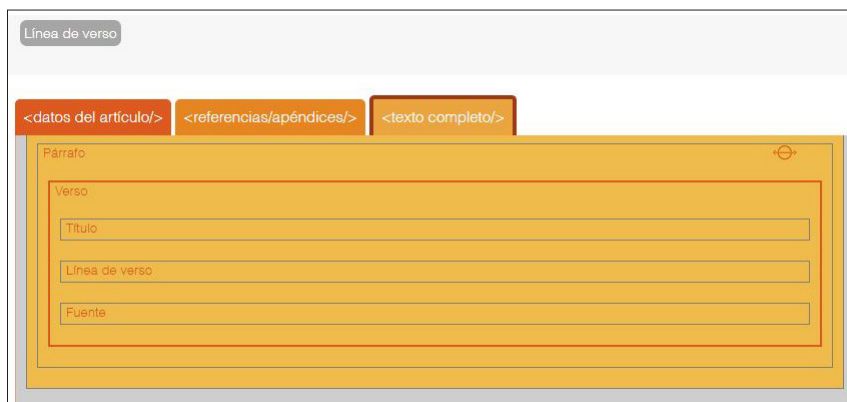 Línea de verso
<datos del artículo/> <referencias/apéndices/> <texto completo/>
Párrafo
Verso
Título
Línea de verso
Fuente